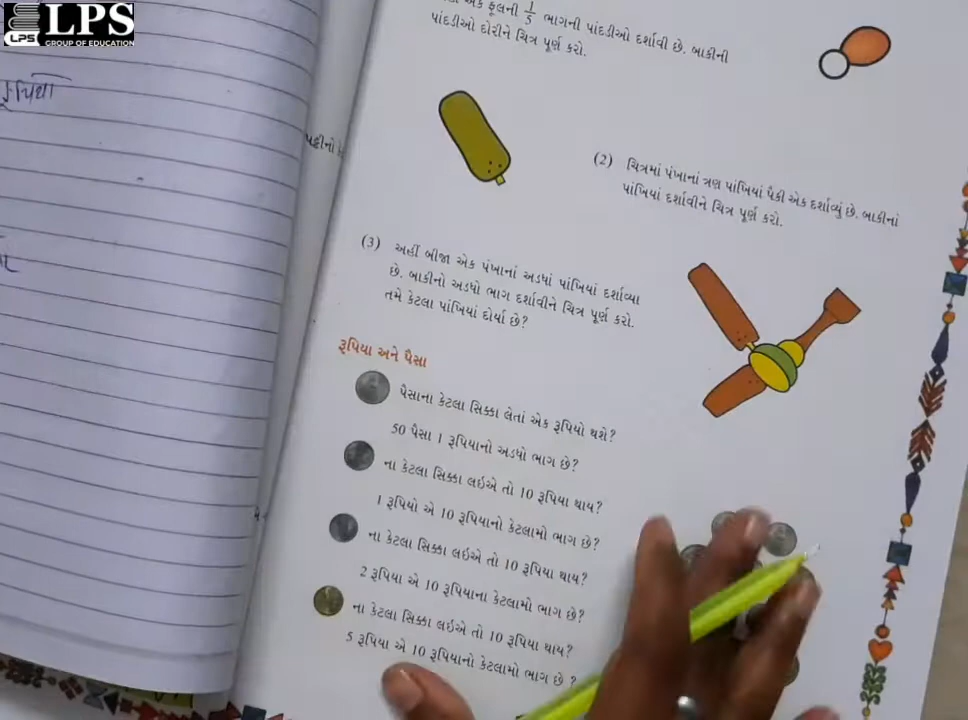 LPS
LPS
GROUP OF EDUCATION
એક ફૂલની 1/5 ભાગની પાંદડીઓ દર્શાવી છે. બાકીની
પાંદડીઓ દોરીને ચિત્ર પૂર્ણ કરો.
(2) ચિત્રમાં પંખાનાં ત્રણ પાંખિયાં પૈકી એક દર્શાવ્યું છે. બાકીનાં
પાંખિયાં દર્શાવીને ચિત્ર પૂર્ણ કરો.
(3) અહીં બીજા એક પંખાનાં અડધાં પાંખિયાં દર્શાવ્યા
છે. બાકીનો અડધો ભાગ દર્શાવીને ચિત્ર પૂર્ણ કરો.
તમે કેટલા પાંખિયાં દોર્યા છે?
રૂપિયા અને પૈસા
પૈસાના કેટલા સિક્કા લેતાં એક રૂપિયો થશે?
50 પૈસા 1 રૂપિયાનો અડધો ભાગ છે?
ના કેટલા સિક્કા લઈએ તો 10 રૂપિયા થાય?
1 રૂપિયો એ 10 રૂપિયાનો કેટલામો ભાગ છે?
ના કેટલા સિક્કા લઈએ તો 10 રૂપિયા થાય?
2 રૂપિયા એ 10 રૂપિયાના કેટલામો ભાગ છે?
ના કેટલા સિક્કા લઈએ તો 10 રૂપિયા થાય?
5 રૂપિયા એ 10 રૂપિયાનો કેટલામો ભાગ છે ?